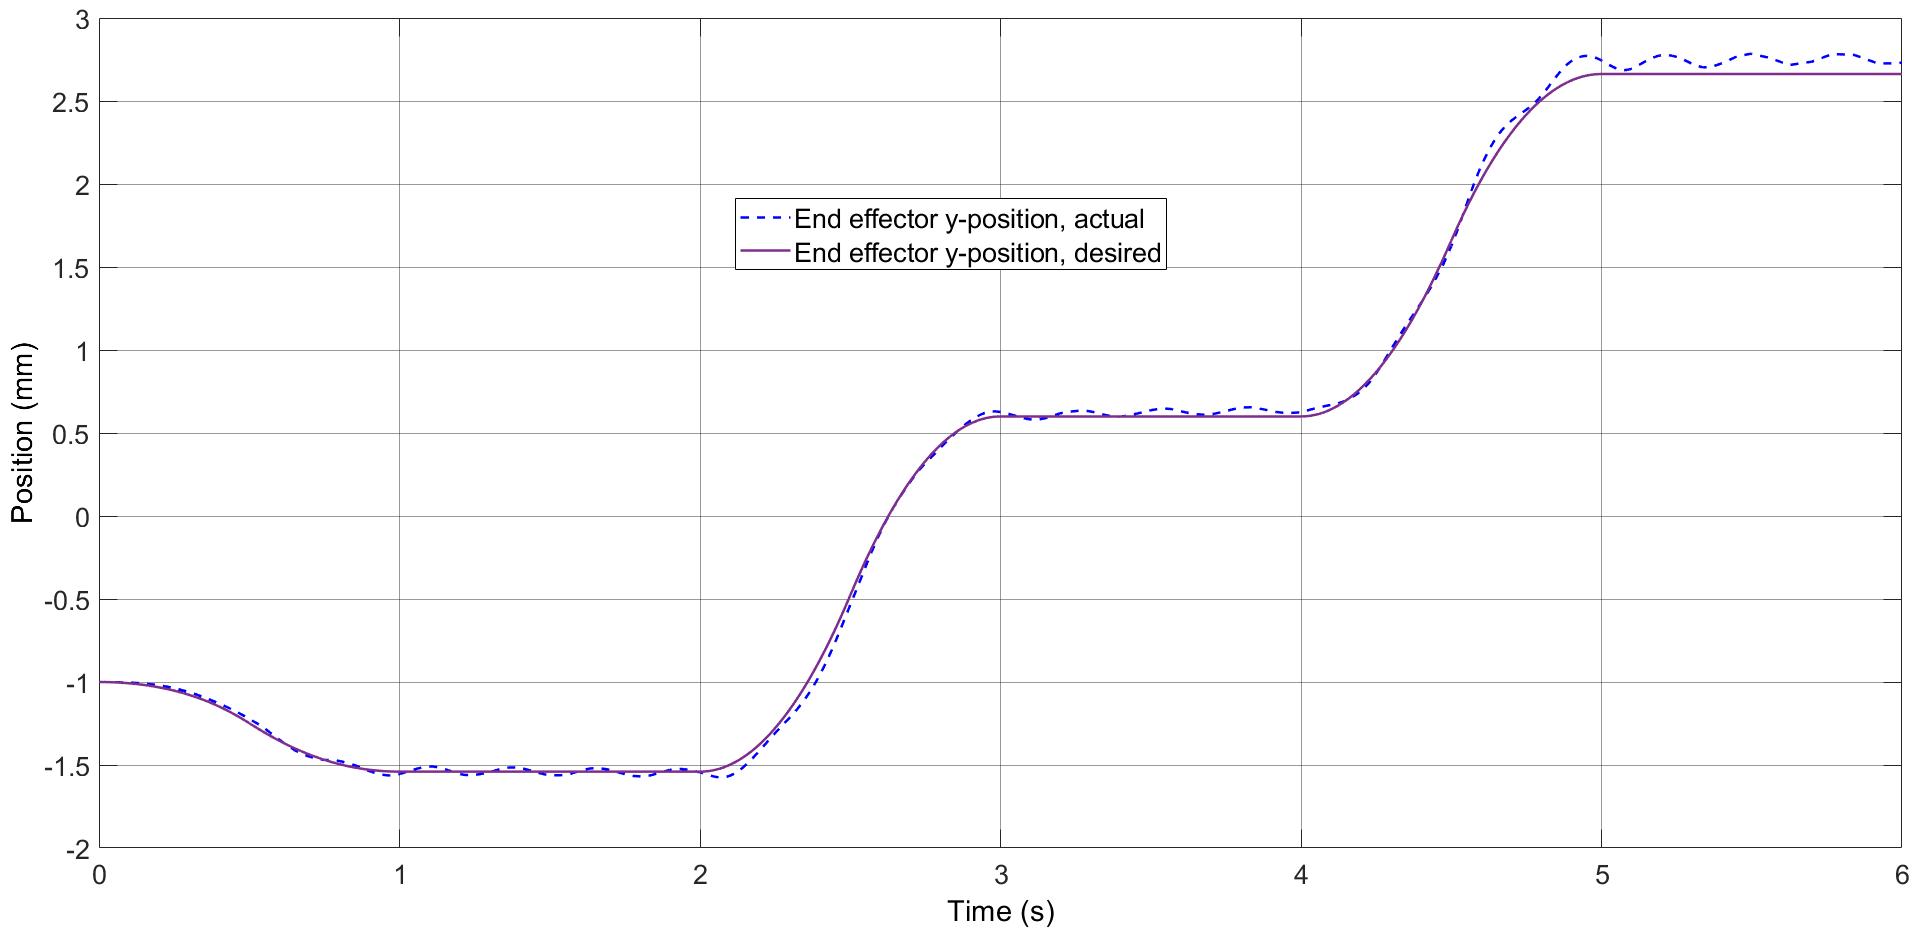 3
2.5
2
1.5
1
0.5
0
-0.5
-1
-1.5
-2
Position (mm)
End effector y-position, actual
End effector y-position, desired
0 1 2 3 4 5 6
Time (s)